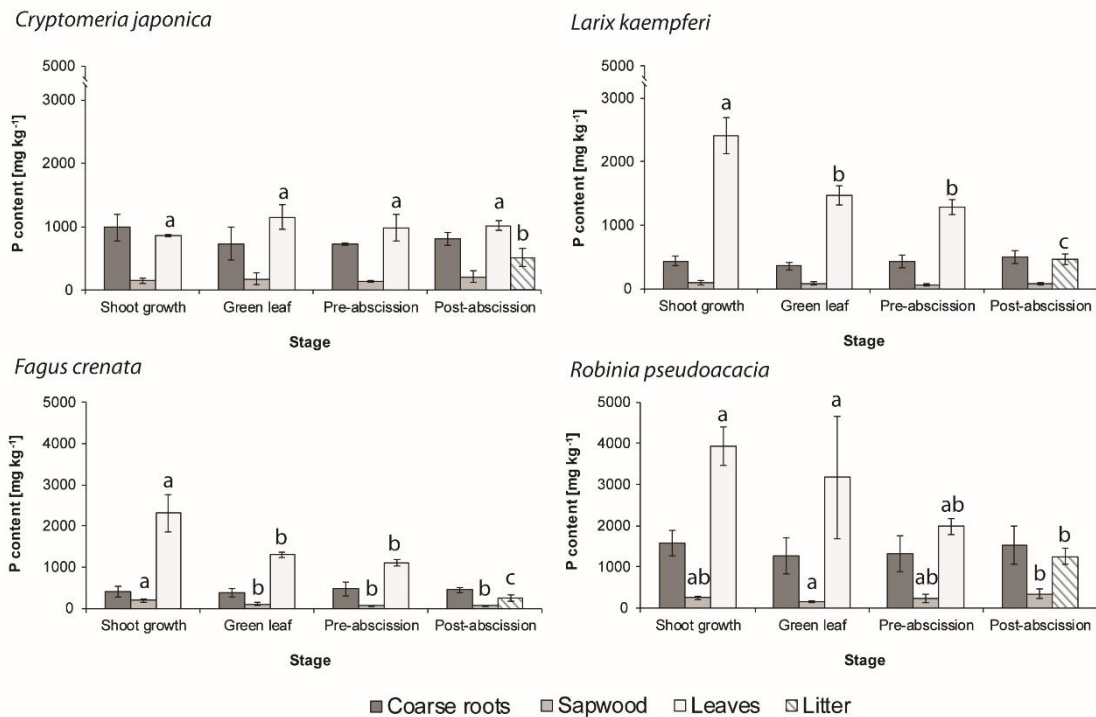 Cryptomeria japonica
P content [mg kg⁻¹]
5000
3000
2000
1000
0
a
a
a
a
b
Shoot growth
Green leaf
Pre-abscission
Post-abscission
Stage
Larix kaempferi
P content [mg kg⁻¹]
5000
3000
2000
1000
0
a
b
b
c
Shoot growth
Green leaf
Pre-abscission
Post-abscission
Stage
Fagus crenata
P content [mg kg⁻¹]
5000
4000
3000
2000
1000
0
a
a
b
b
b
b
b
c
Shoot growth
Green leaf
Pre-abscission
Post-abscission
Stage
Robinia pseudoacacia
P content [mg kg⁻¹]
5000
4000
3000
2000
1000
0
ab
a
a
a
ab
ab
b
b
Shoot growth
Green leaf
Pre-abscission
Post-abscission
Stage
Coarse roots Sapwood Leaves Litter